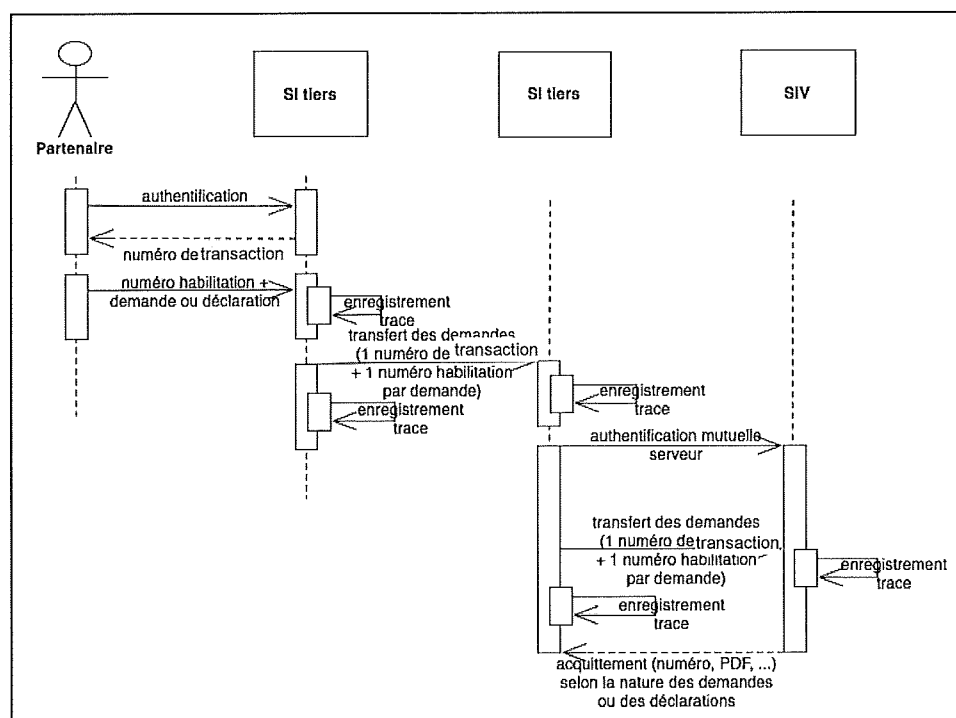 SI tiers
SI tiers
SIV
Partenaire
authentification
numéro de transaction
numéro habilitation +
demande ou déclaration
enregistrement
trace
transfert des demandes
(1 numéro de transaction
+ 1 numéro habilitation
par demande)
enregistrement
trace
enregistrement
trace
authentification mutuelle
serveur
transfert des demandes
(1 numéro de transaction
+ 1 numéro habilitation
par demande)
enregistrement
trace
enregistrement
trace
acquittement (numéro, PDF, ...)
selon la nature des demandes
ou des déclarations